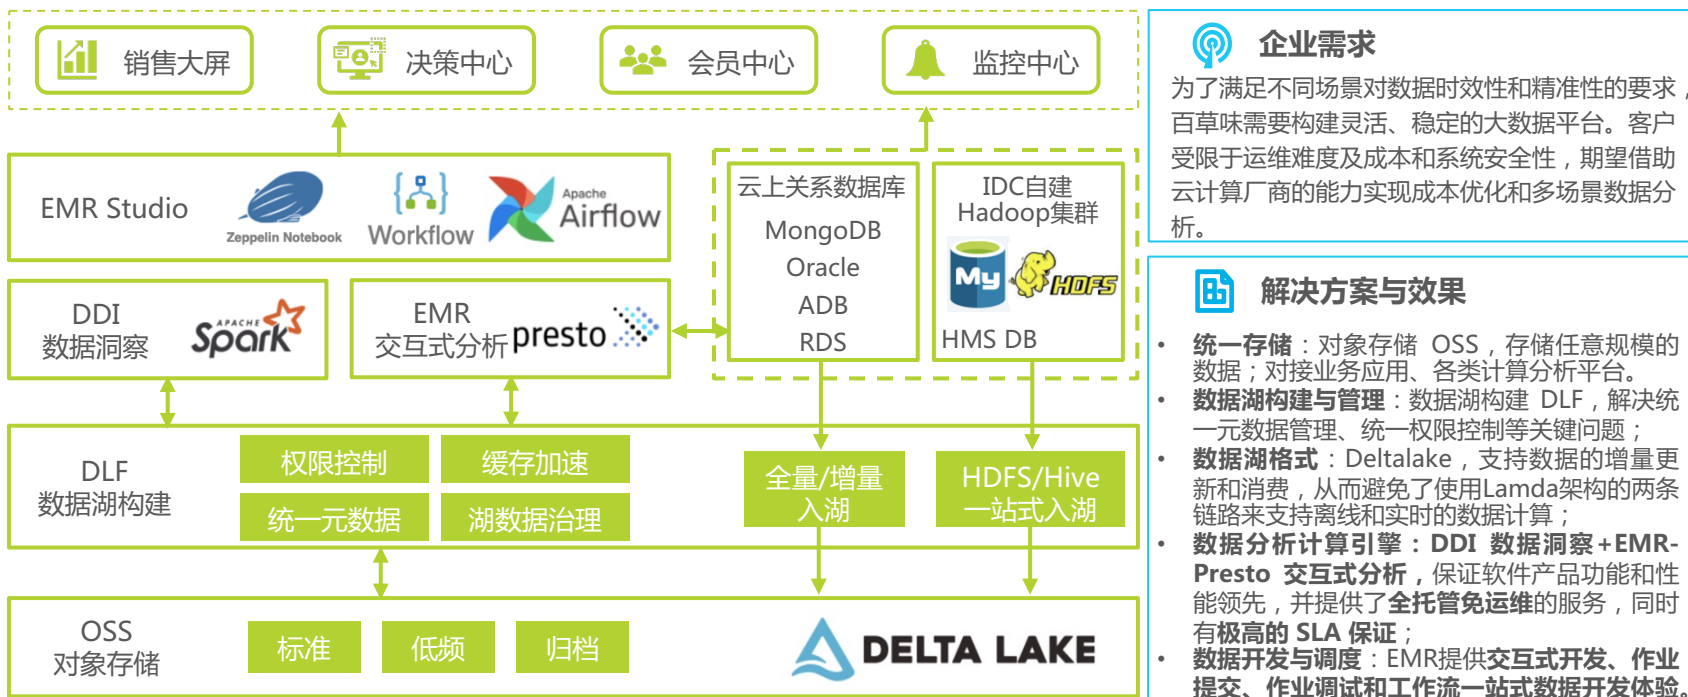 销售大屏
决策中心
会员中心
监控中心
EMR Studio
Zeppelin Notebook
Workflow
Apache
Airflow
云上关系数据库
MongoDB
Oracle
ADB
RDS
IDC自建
Hadoop集群
My
HDFS
HMS DB
DDI
数据洞察
APACHE
Spark
EMR
交互式分析
presto
DLF
数据湖构建
权限控制
缓存加速
统一元数据
湖数据治理
全量/增量
入湖
HDFS/Hive
一站式入湖
OSS
对象存储
标准
低频
归档
DELTA LAKE
企业需求
为了满足不同场景对数据时效性和精准性的要求，
百草味需要构建灵活、稳定的大数据平台。客户
受限于运维难度及成本和系统安全性，期望借助
云计算厂商的能力实现成本优化和多场景数据分
析。
解决方案与效果
• 统一存储：对象存储 OSS，存储任意规模的
数据；对接业务应用、各类计算分析平台。
• 数据湖构建与管理：数据湖构建 DLF，解决统
一元数据管理、统一权限控制等关键问题；
• 数据湖格式：Deltalake，支持数据的增量更
新和消费，从而避免了使用Lamda架构的两条
链路来支持离线和实时的数据计算；
• 数据分析计算引擎：DDI 数据洞察+EMR-
Presto 交互式分析，保证软件产品功能和性
能领先，并提供了全托管免运维的服务，同时
有极高的 SLA 保证；
• 数据开发与调度：EMR提供交互式开发、作业
提交、作业调试和工作流一站式数据开发体验。